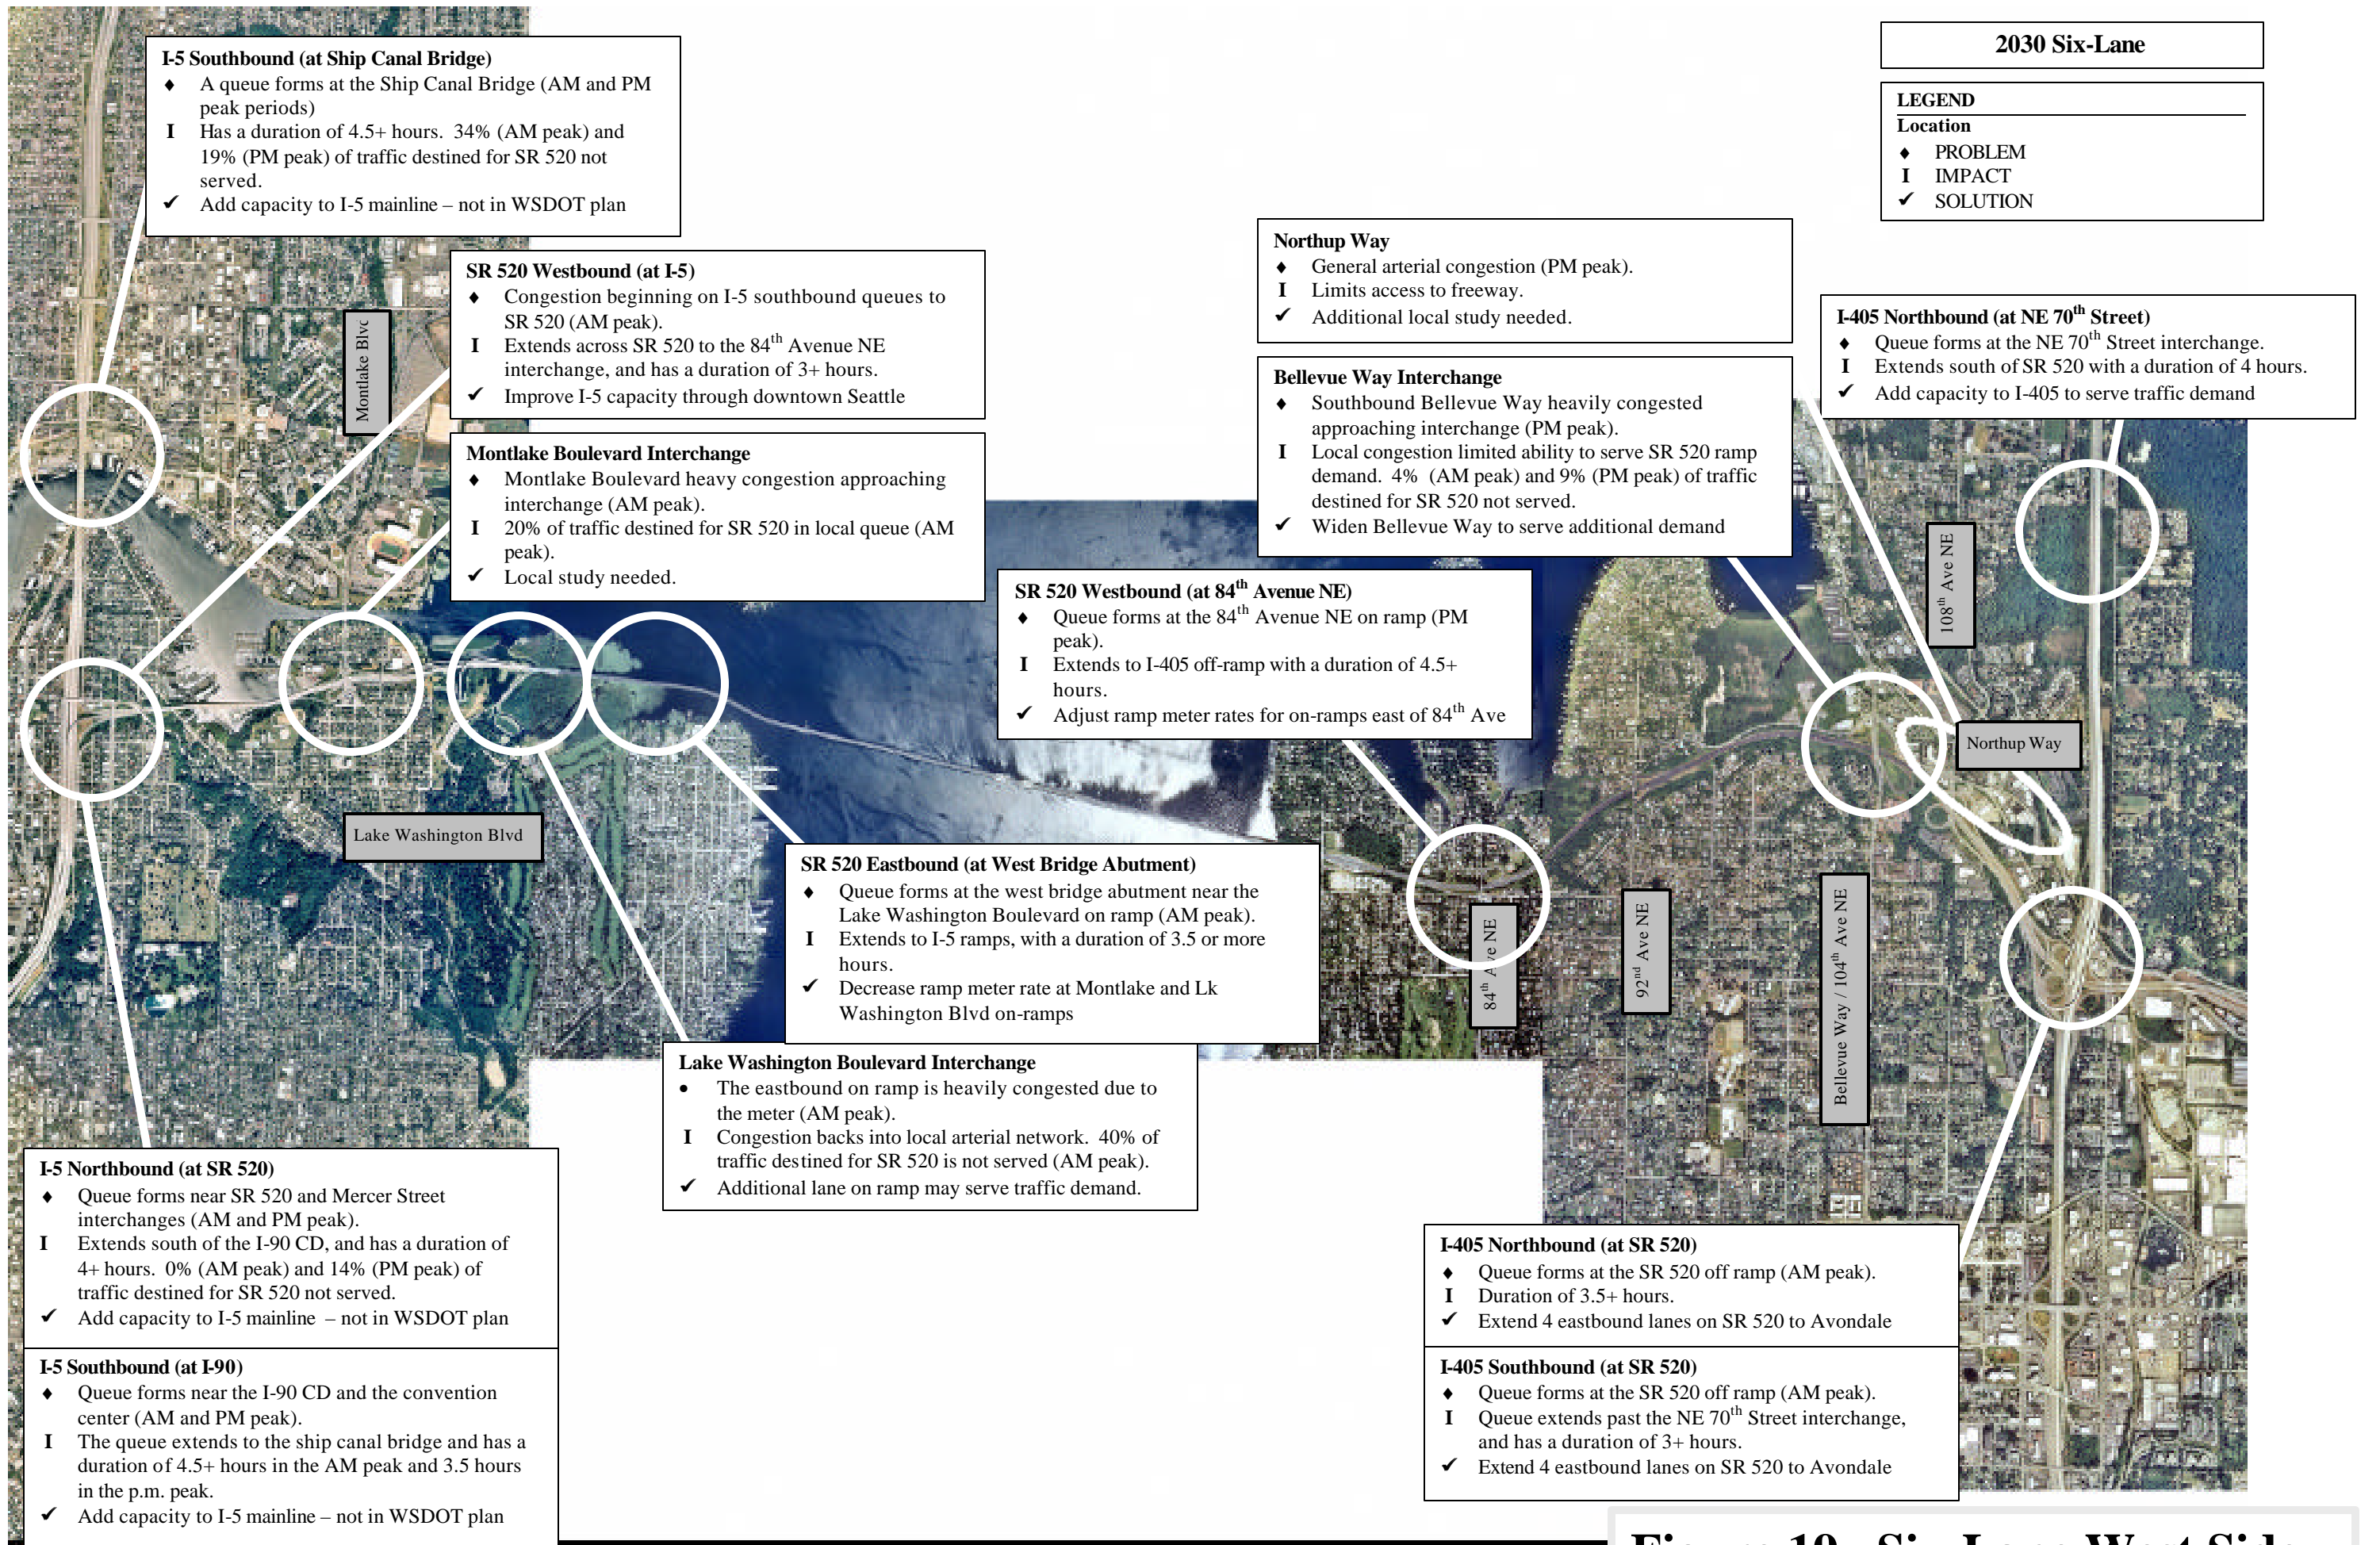 I-5 Southbound (at Ship Canal Bridge)
♦ A queue forms at the Ship Canal Bridge (AM and PM
peak periods)
I Has a duration of 4.5+ hours. 34% (AM peak) and
19% (PM peak) of traffic destined for SR 520 not
served.
✔ Add capacity to I-5 mainline – not in WSDOT plan
2030 Six-Lane
LEGEND
Location
♦ PROBLEM
I IMPACT
✔ SOLUTION
SR 520 Westbound (at I-5)
♦ Congestion beginning on I-5 southbound queues to
SR 520 (AM peak).
I Extends across SR 520 to the 84th Avenue NE
interchange, and has a duration of 3+ hours.
✔ Improve I-5 capacity through downtown Seattle
Montlake Blvd
Montlake Boulevard Interchange
♦ Montlake Boulevard heavy congestion approaching
interchange (AM peak).
I 20% of traffic destined for SR 520 in local queue (AM
peak).
✔ Local study needed.
Northup Way
♦ General arterial congestion (PM peak).
I Limits access to freeway.
✔ Additional local study needed.
I-405 Northbound (at NE 70th Street)
♦ Queue forms at the NE 70th Street interchange.
I Extends south of SR 520 with a duration of 4 hours.
✔ Add capacity to I-405 to serve traffic demand
Bellevue Way Interchange
♦ Southbound Bellevue Way heavily congested
approaching interchange (PM peak).
I Local congestion limited ability to serve SR 520 ramp
demand. 4% (AM peak) and 9% (PM peak) of traffic
destined for SR 520 not served.
✔ Widen Bellevue Way to serve additional demand
SR 520 Westbound (at 84th Avenue NE)
♦ Queue forms at the 84th Avenue NE on ramp (PM
peak).
I Extends to I-405 off-ramp with a duration of 4.5+
hours.
✔ Adjust ramp meter rates for on-ramps east of 84th Ave
108th Ave NE
Northup Way
Lake Washington Blvd
SR 520 Eastbound (at West Bridge Abutment)
♦ Queue forms at the west bridge abutment near the
Lake Washington Boulevard on ramp (AM peak).
I Extends to I-5 ramps, with a duration of 3.5 or more
hours.
✔ Decrease ramp meter rate at Montlake and Lk
Washington Blvd on-ramps
84th Ave NE
92nd Ave NE
Bellevue Way / 104th Ave NE
Lake Washington Boulevard Interchange
• The eastbound on ramp is heavily congested due to
the meter (AM peak).
I Congestion backs into local arterial network. 40% of
traffic destined for SR 520 is not served (AM peak).
✔ Additional lane on ramp may serve traffic demand.
I-5 Northbound (at SR 520)
♦ Queue forms near SR 520 and Mercer Street
interchanges (AM and PM peak).
I Extends south of the I-90 CD, and has a duration of
4+ hours. 0% (AM peak) and 14% (PM peak) of
traffic destined for SR 520 not served.
✔ Add capacity to I-5 mainline – not in WSDOT plan
I-5 Southbound (at I-90)
♦ Queue forms near the I-90 CD and the convention
center (AM and PM peak).
I The queue extends to the ship canal bridge and has a
duration of 4.5+ hours in the AM peak and 3.5 hours
in the p.m. peak.
✔ Add capacity to I-5 mainline – not in WSDOT plan
I-405 Northbound (at SR 520)
♦ Queue forms at the SR 520 off ramp (AM peak).
I Duration of 3.5+ hours.
✔ Extend 4 eastbound lanes on SR 520 to Avondale
I-405 Southbound (at SR 520)
♦ Queue forms at the SR 520 off ramp (AM peak).
I Queue extends past the NE 70th Street interchange,
and has a duration of 3+ hours.
✔ Extend 4 eastbound lanes on SR 520 to Avondale
Figure 10 Six-Lane West Side